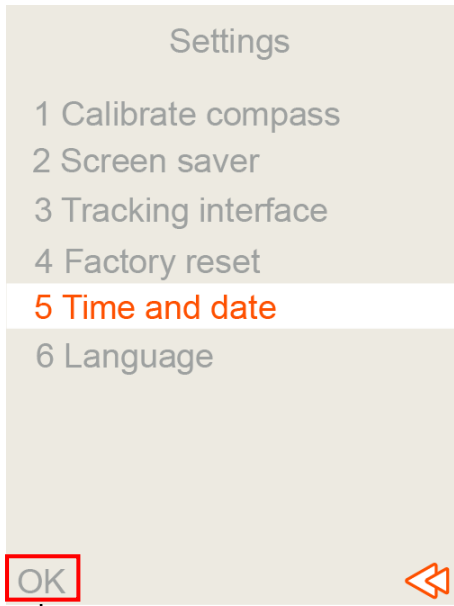 Settings
1 Calibrate compass
2 Screen saver
3 Tracking interface
4 Factory reset
5 Time and date
6 Language
OK